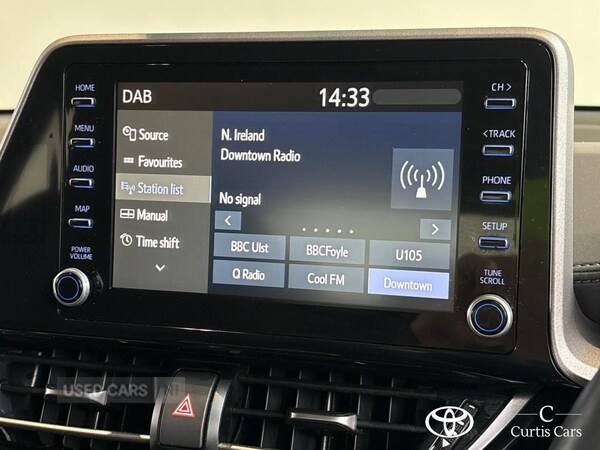 HOME
MENU
AUDIO
MAP
POWER
VOLUME
DAB
14:33
Source
Favourites
Station list
Manual
Time shift
N. Ireland
Downtown Radio
No signal
BBC Ulst
BBCFoyle
U105
Q Radio
Cool FM
Downtown
CH >
< TRACK
PHONE
SETUP
TUNE
SCROLL
USED CARS NI
C
Curtis Cars